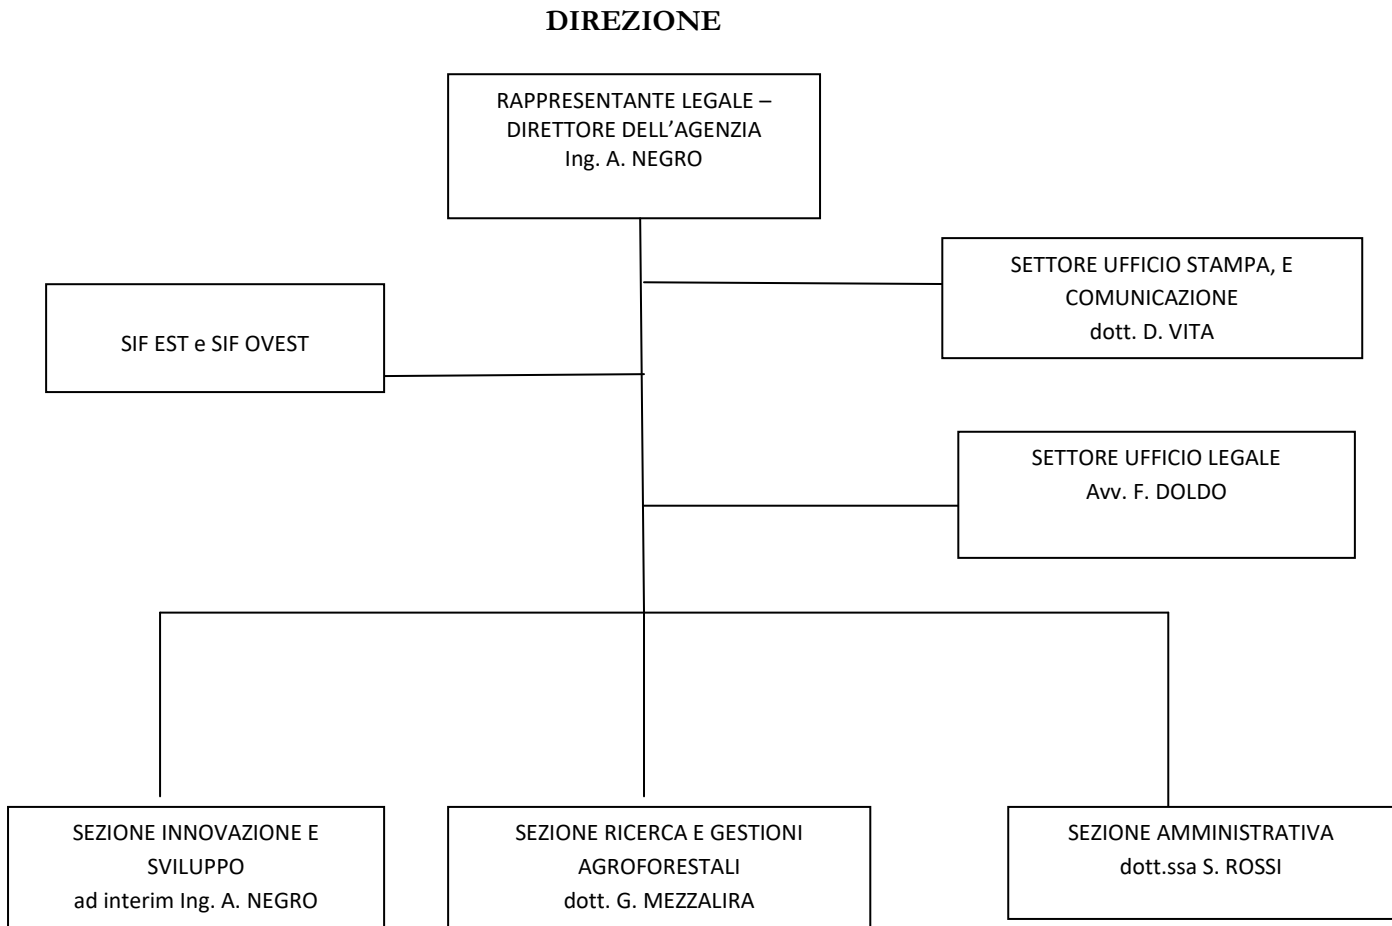 DIREZIONE
RAPPRESENTANTE LEGALE –
DIRETTORE DELL’AGENZIA
Ing. A. NEGRO
SETTORE UFFICIO STAMPA, E
COMUNICAZIONE
dott. D. VITA
SIF EST e SIF OVEST
SETTORE UFFICIO LEGALE
Avv. F. DOLDO
SEZIONE INNOVAZIONE E
SVILUPPO
ad interim Ing. A. NEGRO
SEZIONE RICERCA E GESTIONI
AGROFORESTALI
dott. G. MEZZALIRA
SEZIONE AMMINISTRATIVA
dott.ssa S. ROSSI